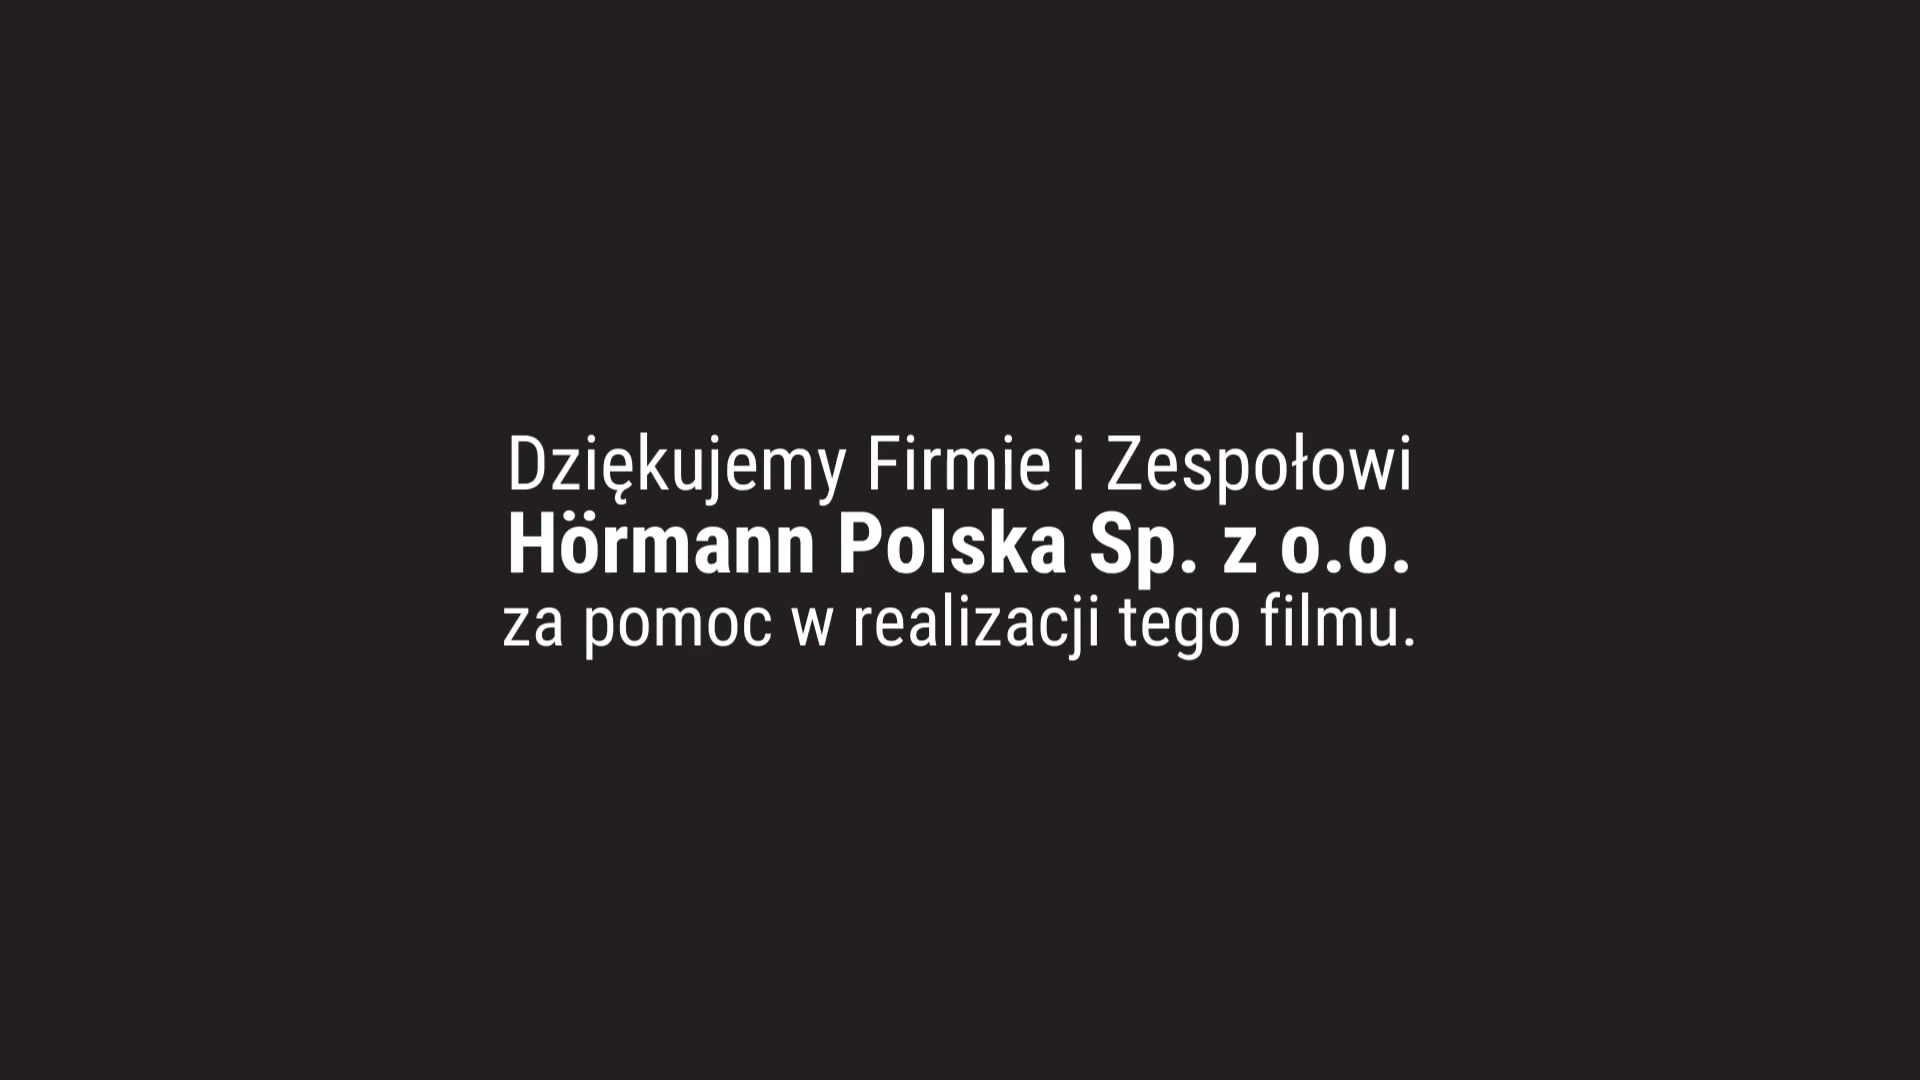 Dziękujemy Firmie i Zespołowi
Hörmann Polska Sp. z o.o.
za pomoc w realizacji tego filmu.